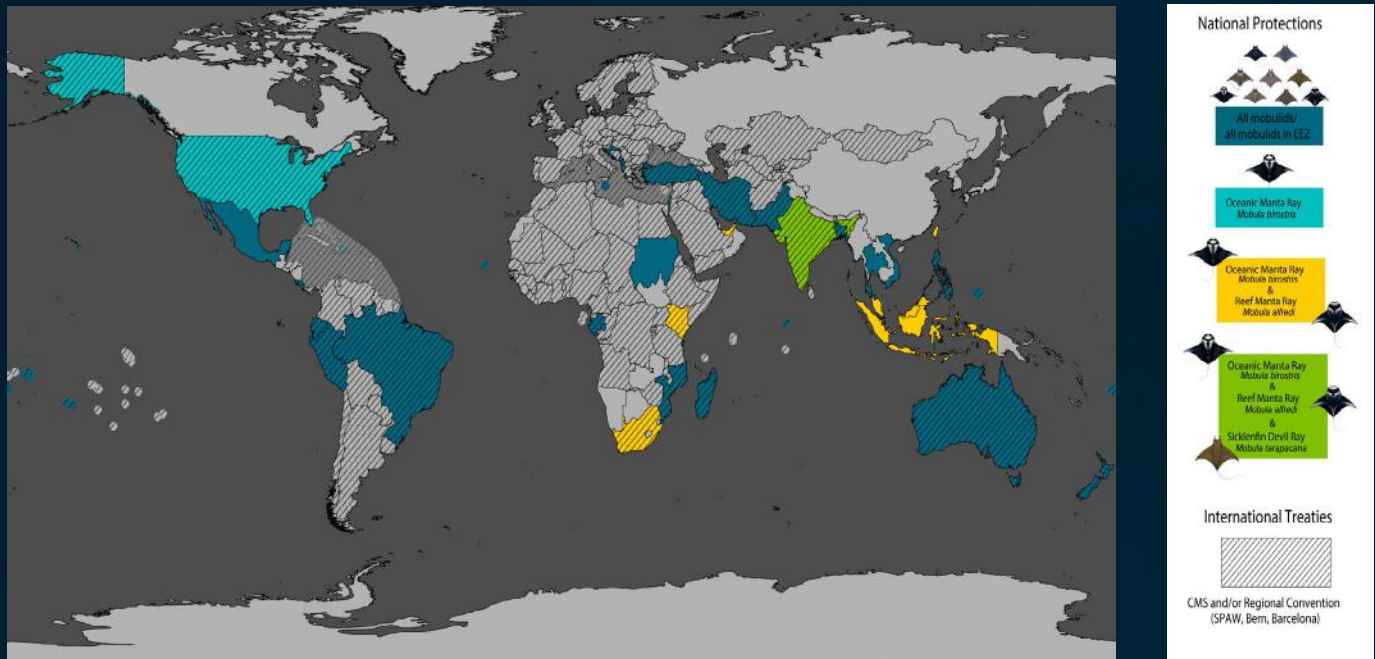 National Protections
All mobulids/
all mobulids in EEZ
Oceanic Manta Ray
Mobula birostris
Oceanic Manta Ray
Mobula birostris
&
Reef Manta Ray
Mobula alfredi
Oceanic Manta Ray
Mobula birostris
&
Reef Manta Ray
Mobula alfredi
&
Sicklenfin Devil Ray
Mobula tarapacana
International Treaties
CMS and/or Regional Convention
(SPAW, Bern, Barcelona)